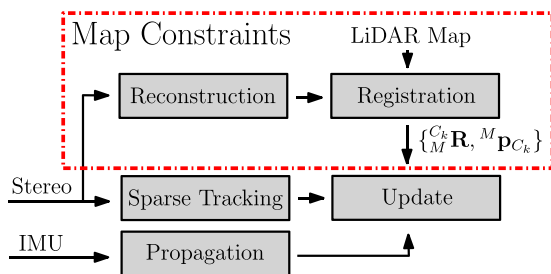 Map Constraints
LiDAR Map
Reconstruction
Registration
{^{C_k}_M R, ^M p_{C_k}}
Stereo
Sparse Tracking
Update
IMU
Propagation